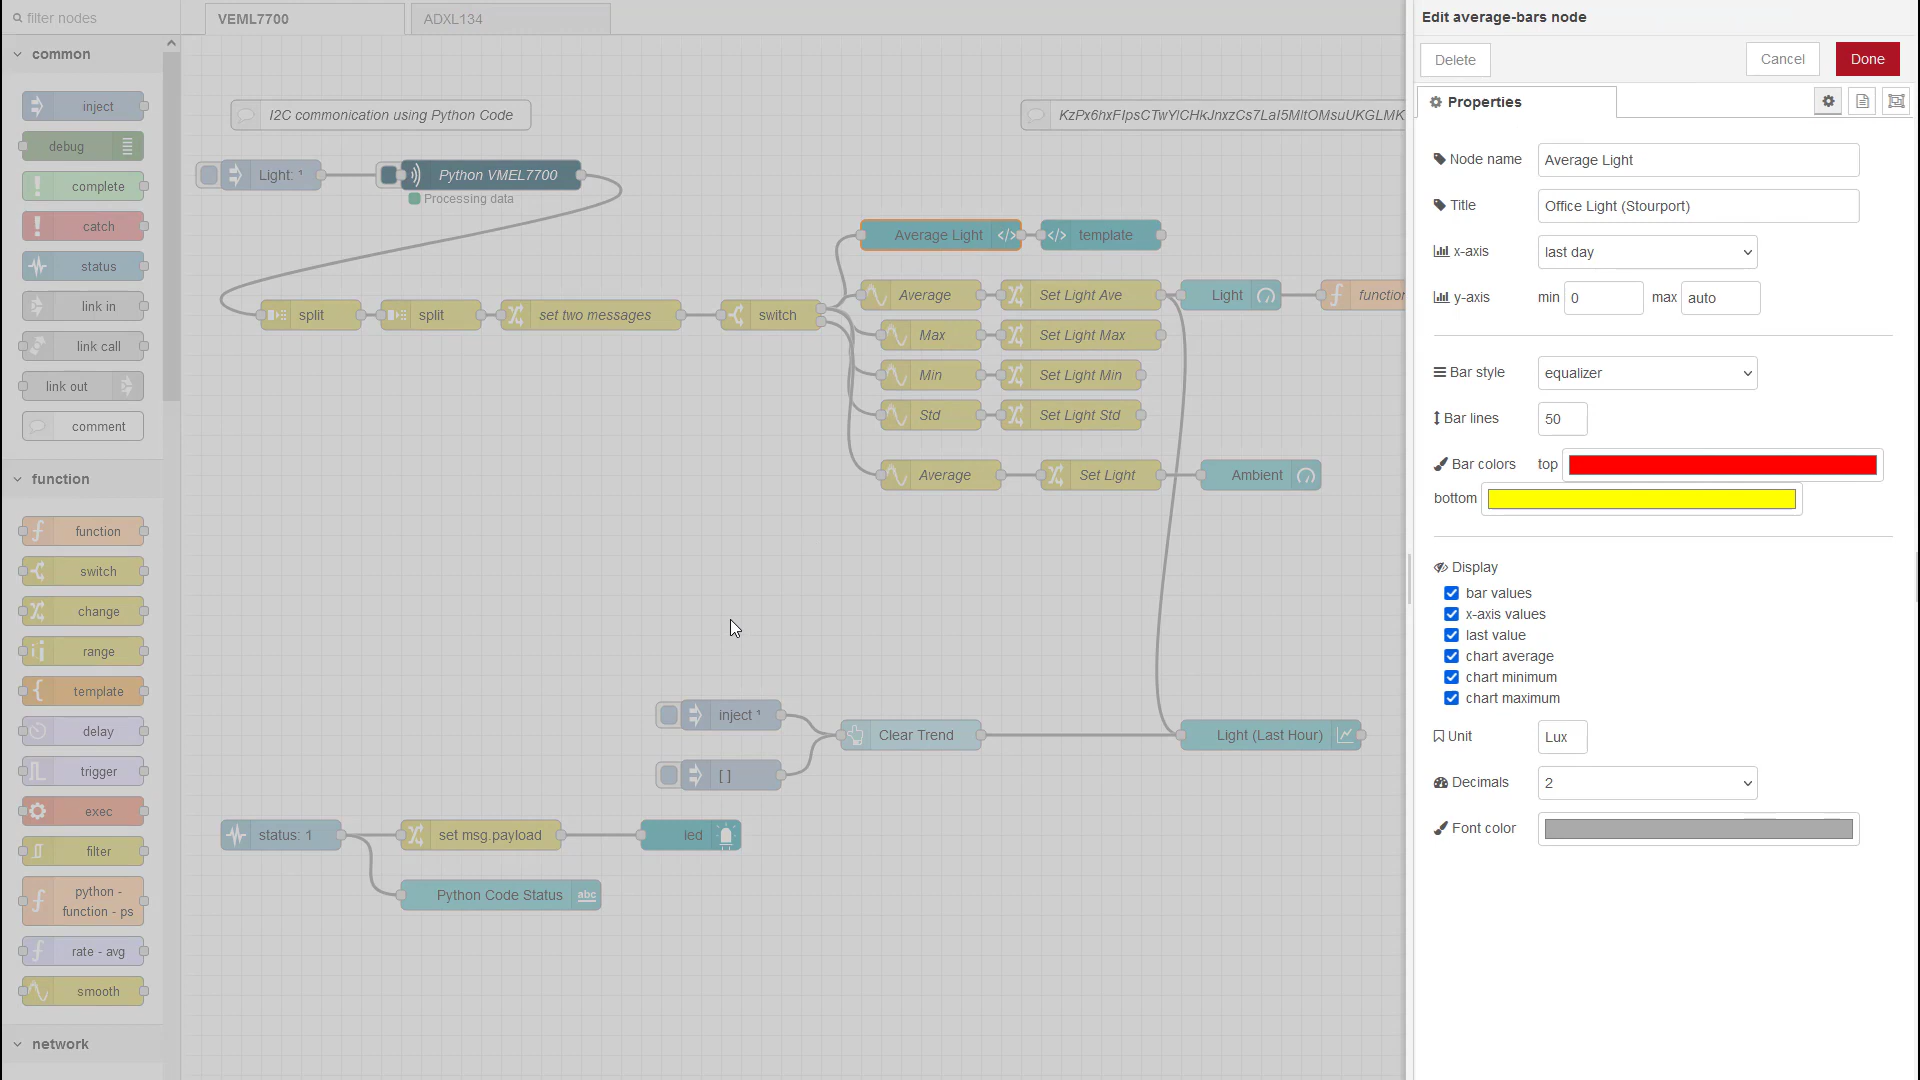 filter nodes
VEML7700
ADXL134
common
inject
debug
complete
catch
status
link in
link call
link out
comment
function
function
switch
change
range
template
delay
trigger
exec
filter
python -
function - ps
rate - avg
smooth
network
I2C commonication using Python Code
Light: ¹
Python VMEL7700
Processing data
split
split
set two messages
switch
Average Light
template
Average
Set Light Ave
Light
Max
Set Light Max
Min
Set Light Min
Std
Set Light Std
Average
Set Light
Ambient
inject ¹
[ ]
Clear Trend
Light (Last Hour)
status: 1
set msg.payload
led
Python Code Status
abc
Edit average-bars node
Delete
Cancel
Done
Properties
Node name
Average Light
Title
Office Light (Stourport)
x-axis
last day
y-axis
min
0
max
auto
Bar style
equalizer
Bar lines
50
Bar colors
top
bottom
Display
bar values
x-axis values
last value
chart average
chart minimum
chart maximum
Unit
Lux
Decimals
2
Font color